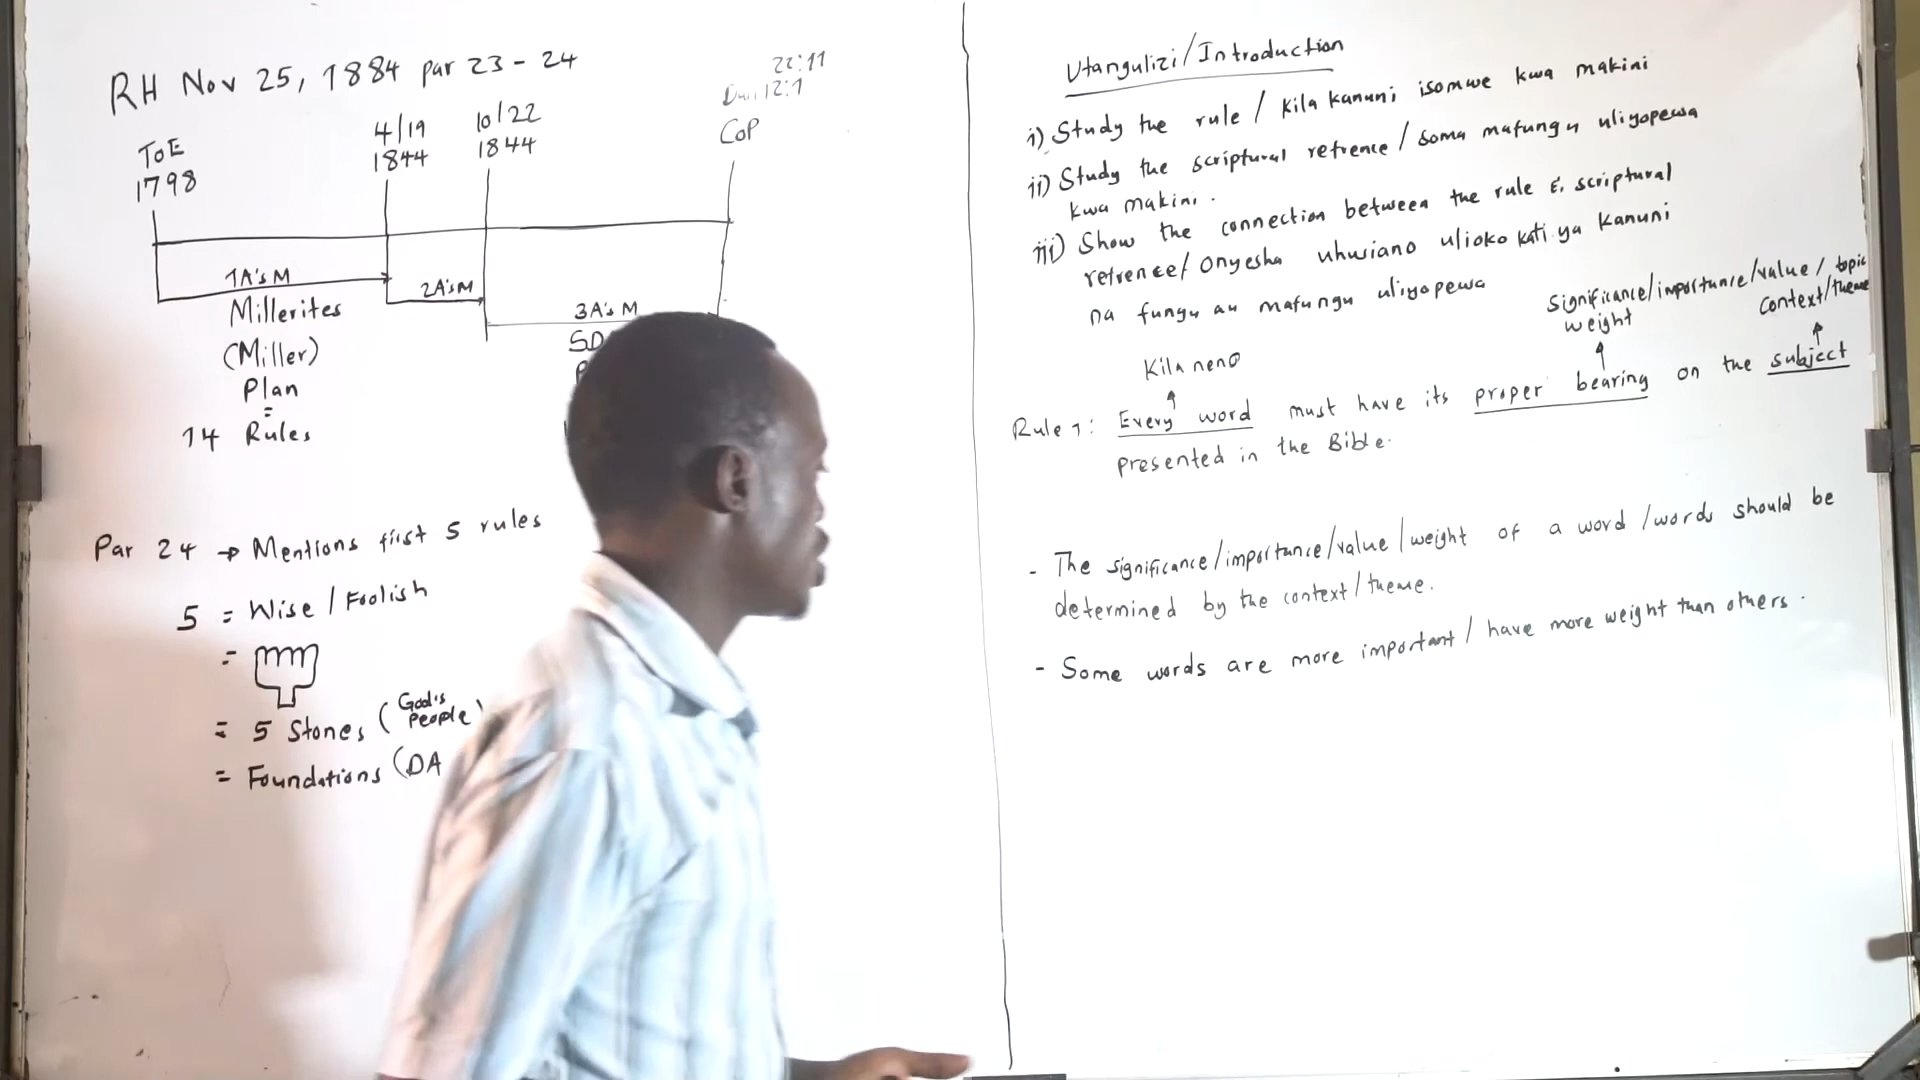 RH Nov 25, 1884 par 23 - 24
22:11
Dan 12:1
CoP
ToE
1798
4/19
1844
10/22
1844
1A's M
2A's M
3A's M
Millerites
(Miller)
Plan
=
14 Rules
SD
P
Par 24 → Mentions first 5 rules
5 = Wise / Foolish
=
= 5 Stones (God's People)
= Foundations (DA
Utangulizi/Introduction
i) Study the rule / Kila kanuni isomwe kwa makini
ii) Study the scriptural refrence / Soma mafungu uliyopewa
kwa makini.
iii) Show the connection between the rule & scriptural
refrence/ Onyesha uhusiano ulioko kati ya Kanuni
na fungu au mafungu uliyopewa
Significance/importance/value/
weight
topic
context/theme
Kila neno
Rule 1: Every word must have its proper bearing on the subject
presented in the Bible.
- The significance/importance/value/weight of a word /words should be
determined by the context/theme.
- Some words are more important / have more weight than others.